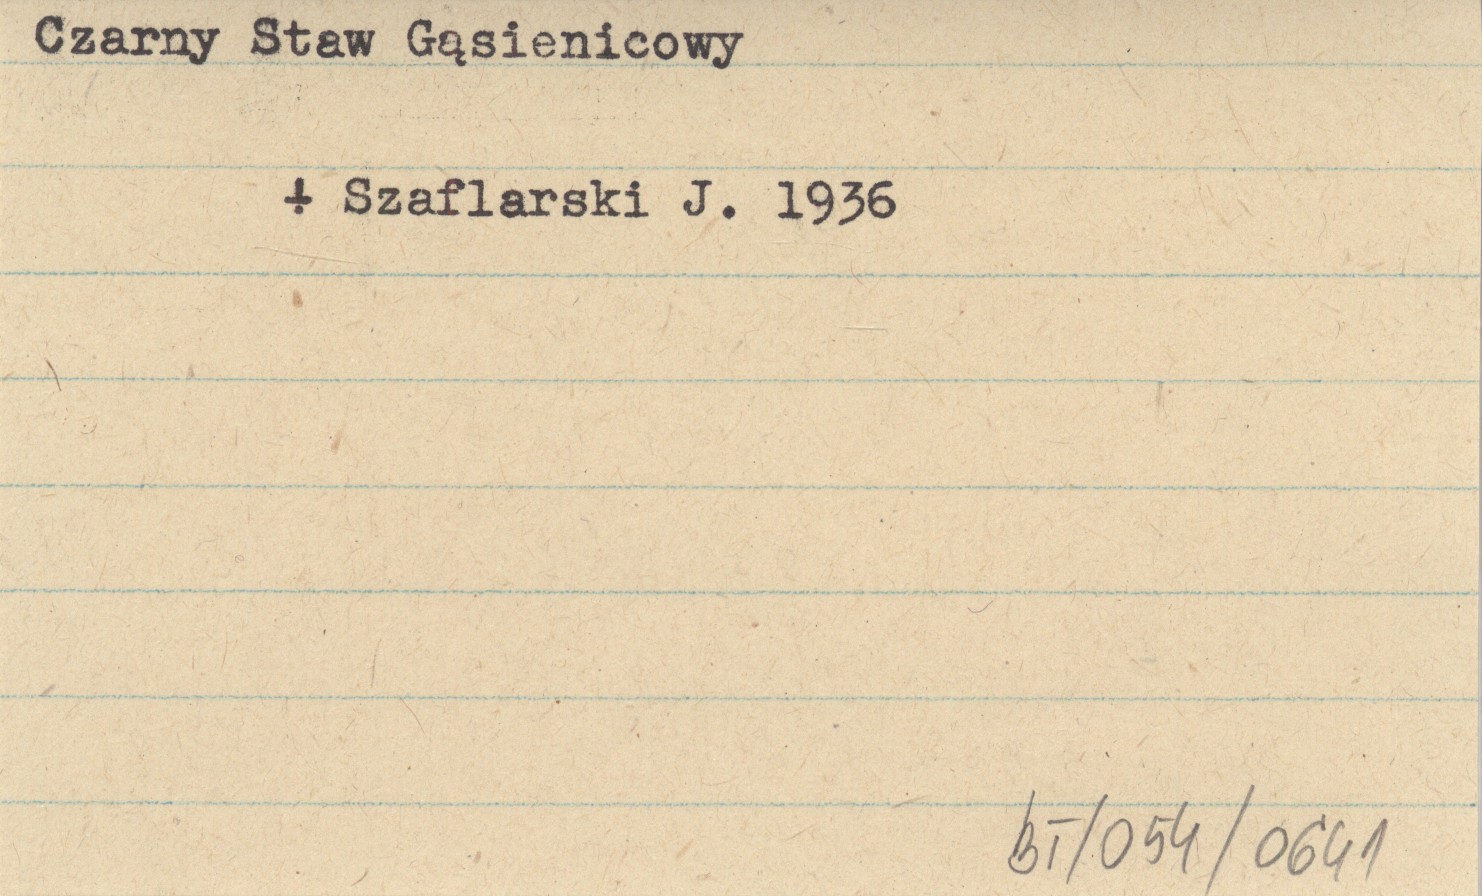 Czarny Staw Gąsienicowy
+ Szaflarski J. 1936
BT/054/0641